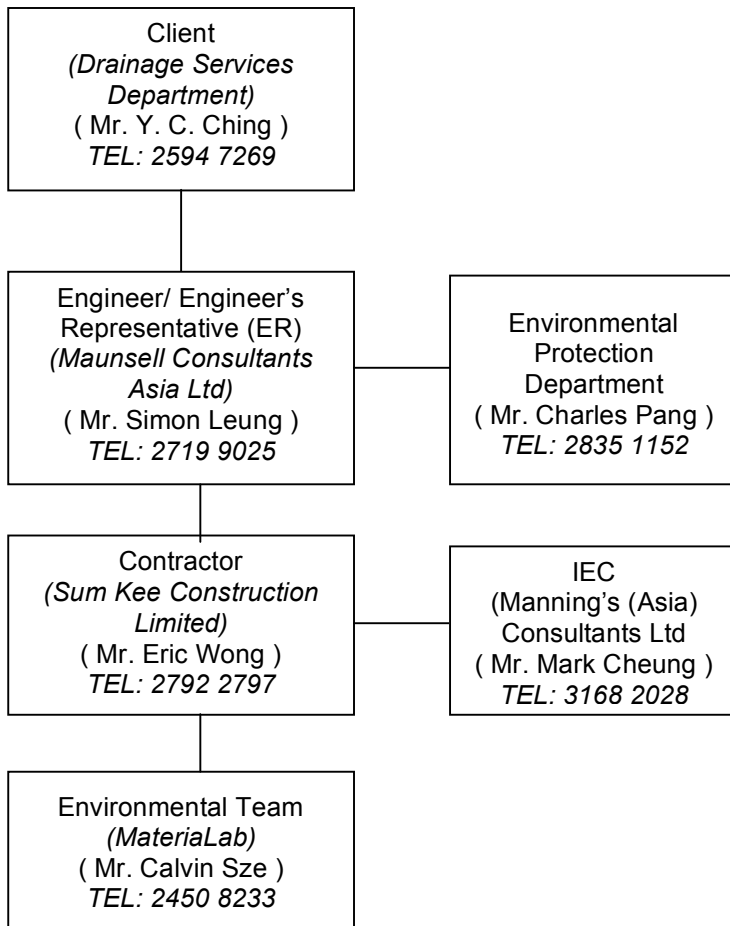 Client
(Drainage Services
Department)
( Mr. Y. C. Ching )
TEL: 2594 7269
Engineer/ Engineer’s
Representative (ER)
(Maunsell Consultants
Asia Ltd)
( Mr. Simon Leung )
TEL: 2719 9025
Environmental
Protection
Department
( Mr. Charles Pang )
TEL: 2835 1152
Contractor
(Sum Kee Construction
Limited)
( Mr. Eric Wong )
TEL: 2792 2797
IEC
(Manning’s (Asia)
Consultants Ltd
( Mr. Mark Cheung )
TEL: 3168 2028
Environmental Team
(MateriaLab)
( Mr. Calvin Sze )
TEL: 2450 8233